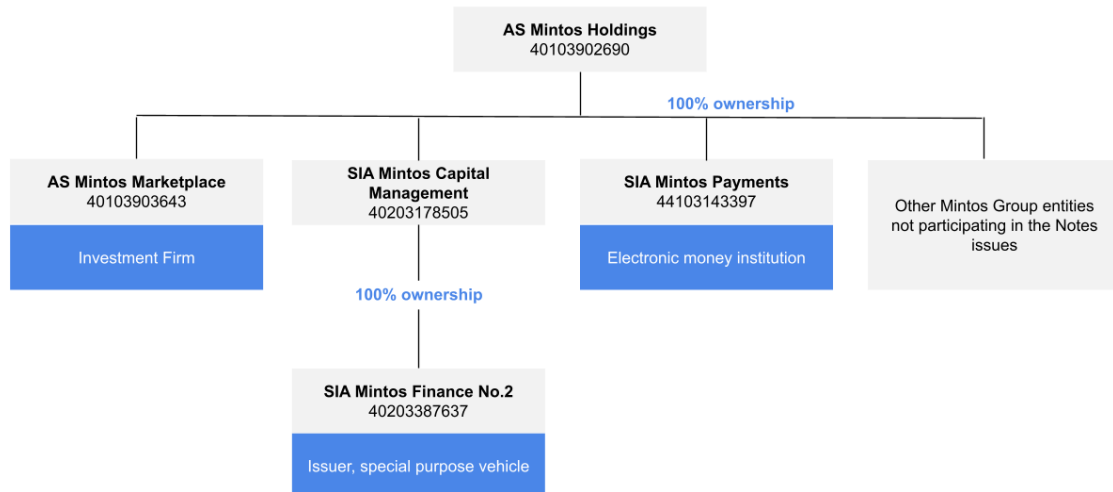 AS Mintos Holdings
40103902690
100% ownership
AS Mintos Marketplace
40103903643
Investment Firm
SIA Mintos Capital
Management
40203178505
SIA Mintos Payments
44103143397
Electronic money institution
Other Mintos Group entities
not participating in the Notes
issues
100% ownership
SIA Mintos Finance No.2
40203387637
Issuer, special purpose vehicle